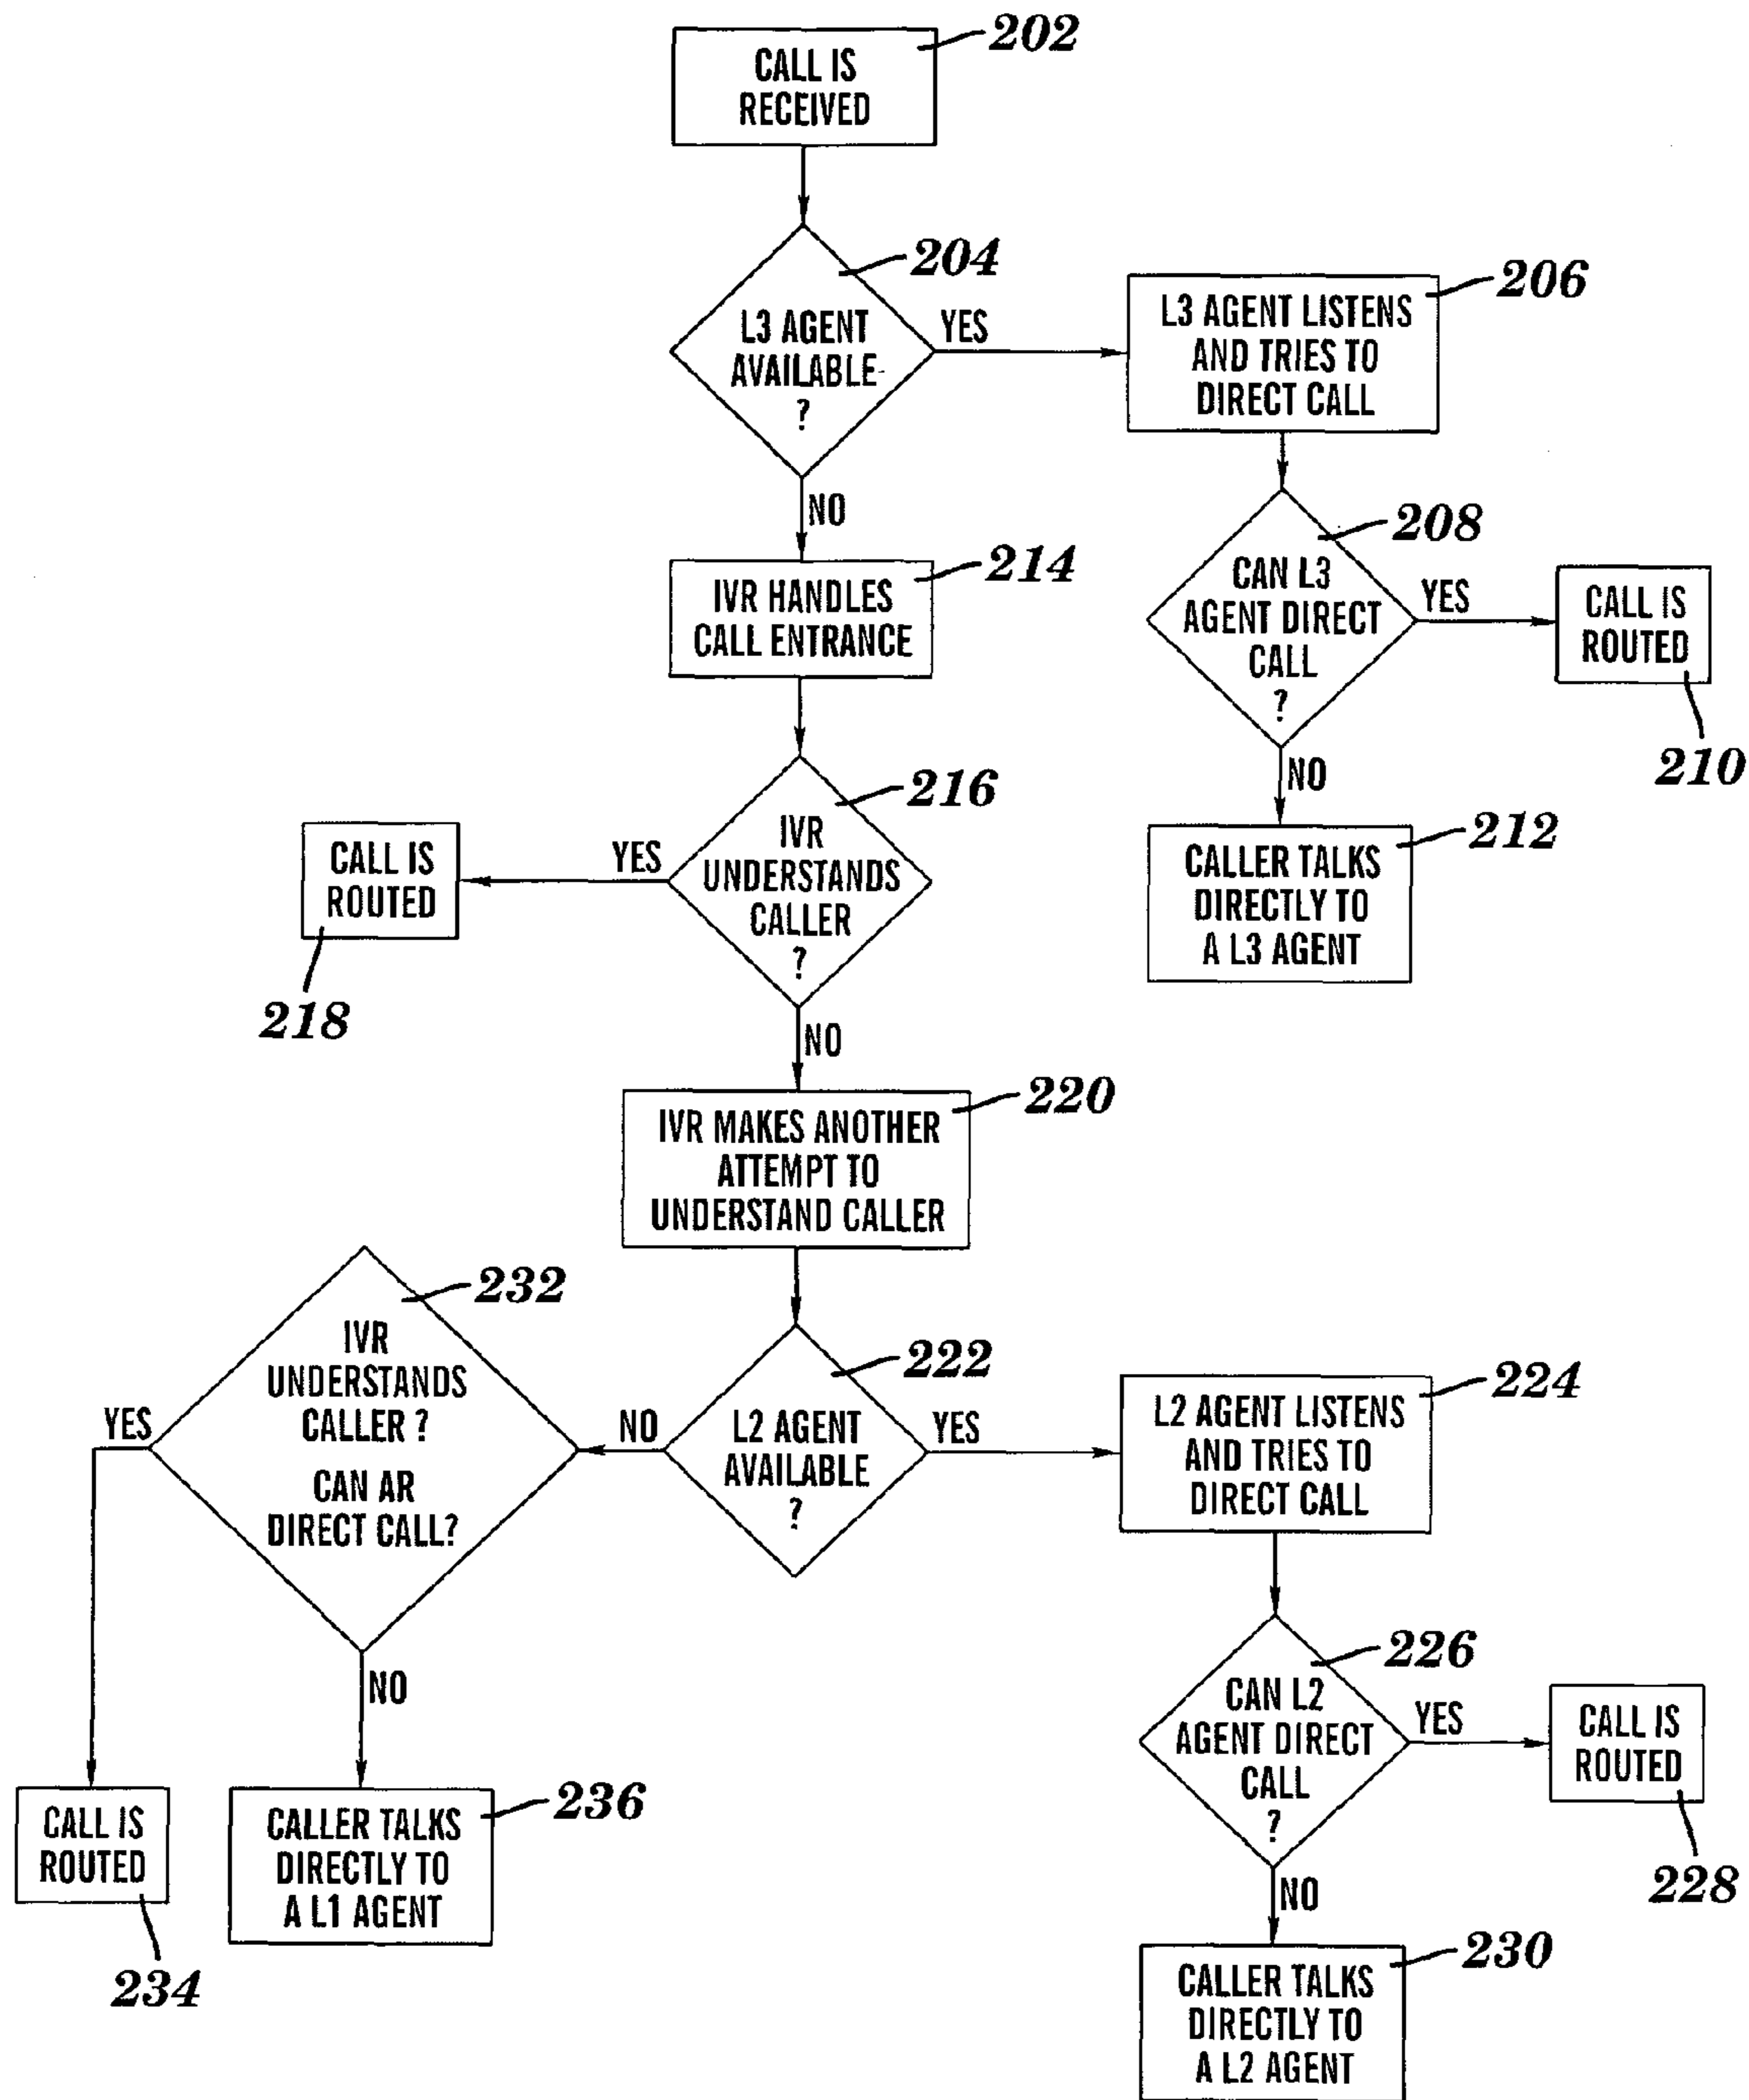 202
CALL IS
RECEIVED
204
L3 AGENT
AVAILABLE
?
YES
206
L3 AGENT LISTENS
AND TRIES TO
DIRECT CALL
NO
208
CAN L3
AGENT DIRECT
CALL
?
YES
CALL IS
ROUTED
210
NO
212
CALLER TALKS
DIRECTLY TO
A L3 AGENT
214
IVR HANDLES
CALL ENTRANCE
216
IVR
UNDERSTANDS
CALLER
?
YES
CALL IS
ROUTED
218
NO
220
IVR MAKES ANOTHER
ATTEMPT TO
UNDERSTAND CALLER
222
L2 AGENT
AVAILABLE
?
NO
232
IVR
UNDERSTANDS
CALLER ?
CAN AR
DIRECT CALL?
YES
CALL IS
ROUTED
234
NO
236
CALLER TALKS
DIRECTLY TO
A L1 AGENT
YES
224
L2 AGENT LISTENS
AND TRIES TO
DIRECT CALL
226
CAN L2
AGENT DIRECT
CALL
?
YES
CALL IS
ROUTED
228
NO
230
CALLER TALKS
DIRECTLY TO
A L2 AGENT